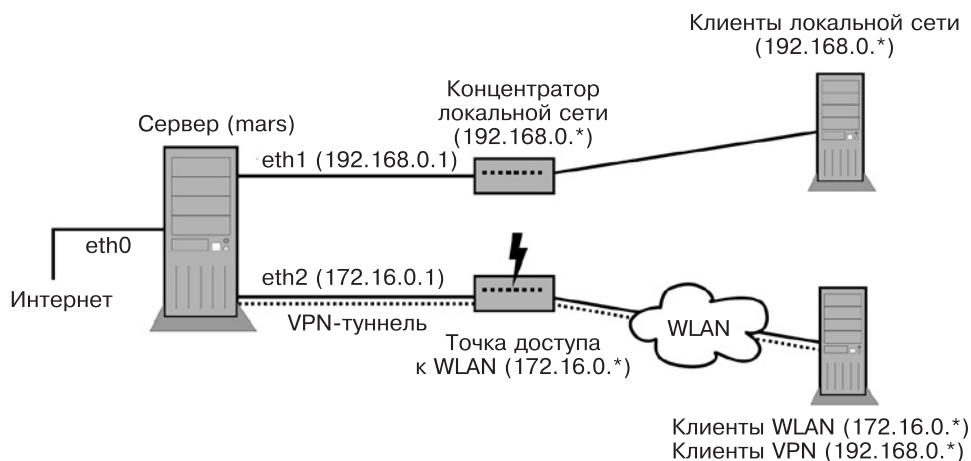 Клиенты локальной сети
(192.168.0.*)
Концентратор
локальной сети
(192.168.0.*)
Сервер (mars)
eth1 (192.168.0.1)
eth0
Интернет
eth2 (172.16.0.1)
VPN-туннель
Точка доступа
к WLAN (172.16.0.*)
WLAN
Клиенты WLAN (172.16.0.*)
Клиенты VPN (192.168.0.*)